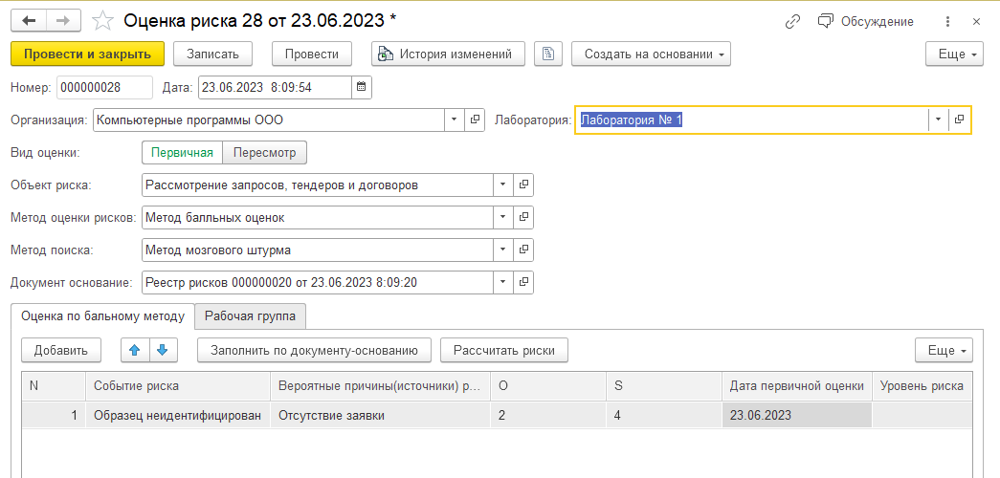 Оценка риска 28 от 23.06.2023 *
Обсуждение
Провести и закрыть Записать Провести История изменений Создать на основании Еще
Номер: 000000028 Дата: 23.06.2023 8:09:54
Организация: Компьютерные программы ООО Лаборатория: Лаборатория № 1
Вид оценки: Первичная Пересмотр
Объект риска: Рассмотрение запросов, тендеров и договоров
Метод оценки рисков: Метод балльных оценок
Метод поиска: Метод мозгового штурма
Документ основание: Реестр рисков 000000020 от 23.06.2023 8:09:20
Оценка по бальному методу Рабочая группа
Добавить Заполнить по документу-основанию Рассчитать риски Еще
N Событие риска Вероятные причины(источники) р... O S Дата первичной оценки Уровень риска
1 Образец неидентифицирован Отсутствие заявки 2 4 23.06.2023